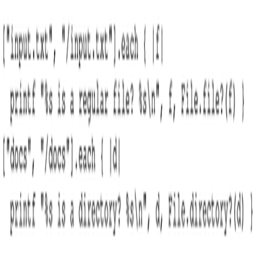 ["input.txt", "/input.txt"].each { |f|
printf "%s is a regular file? %s\n", f, File.file?(f) }
["docs", "/docs"].each { |d|
printf "%s is a directory? %s\n", d, File.directory?(d) }